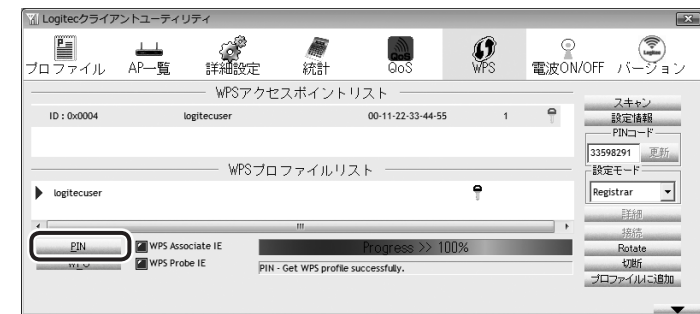 Logitecクライアントユーティリティ
プロファイル
AP一覧
詳細設定
統計
QoS
WPS
電波ON/OFF
バージョン
WPSアクセスポイントリスト
ID : 0x0004 logitecuser 00-11-22-33-44-55 1
WPSプロファイルリスト
logitecuser
PIN
WPS Associate IE
WPS Probe IE
Progress >> 100%
PIN - Get WPS profile successfully.
スキャン
設定情報
PINコード
33598291 更新
設定モード
Registrar
詳細
接続
Rotate
切断
プロファイルに追加